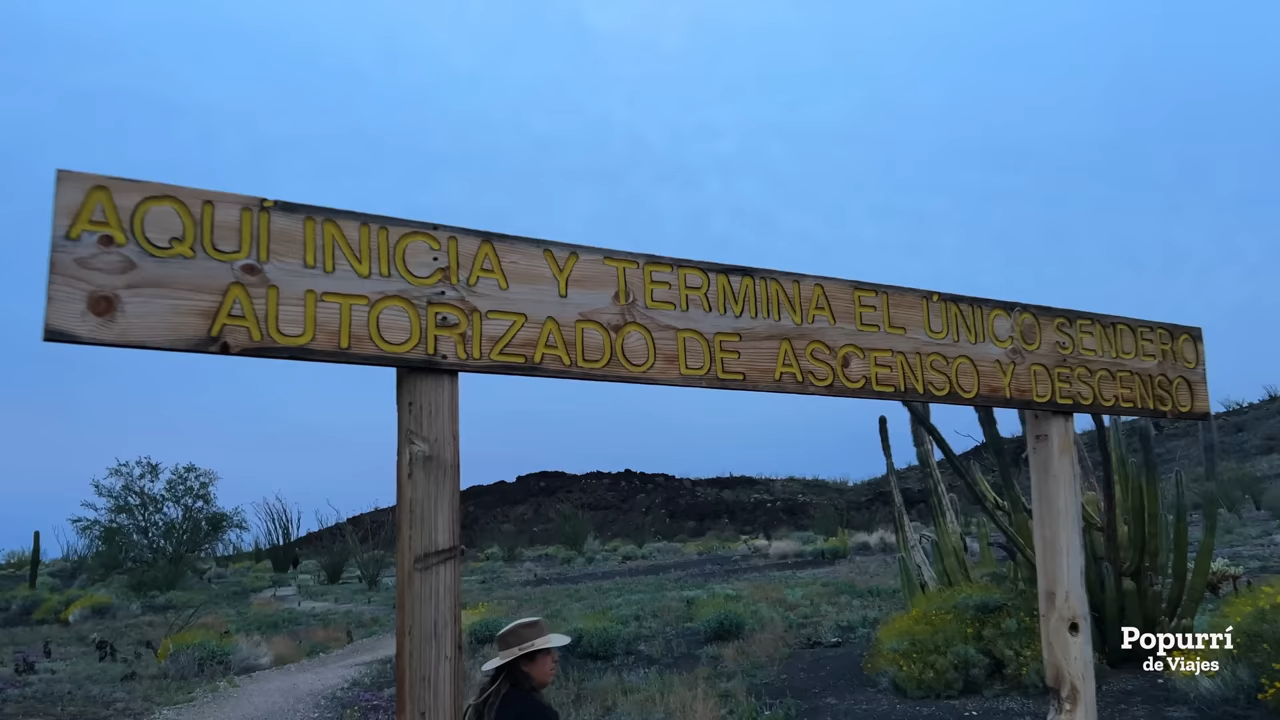 AQUÍ INICIA Y TERMINA EL ÚNICO SENDERO
AUTORIZADO DE ASCENSO Y DESCENSO
Popurrí
de Viajes